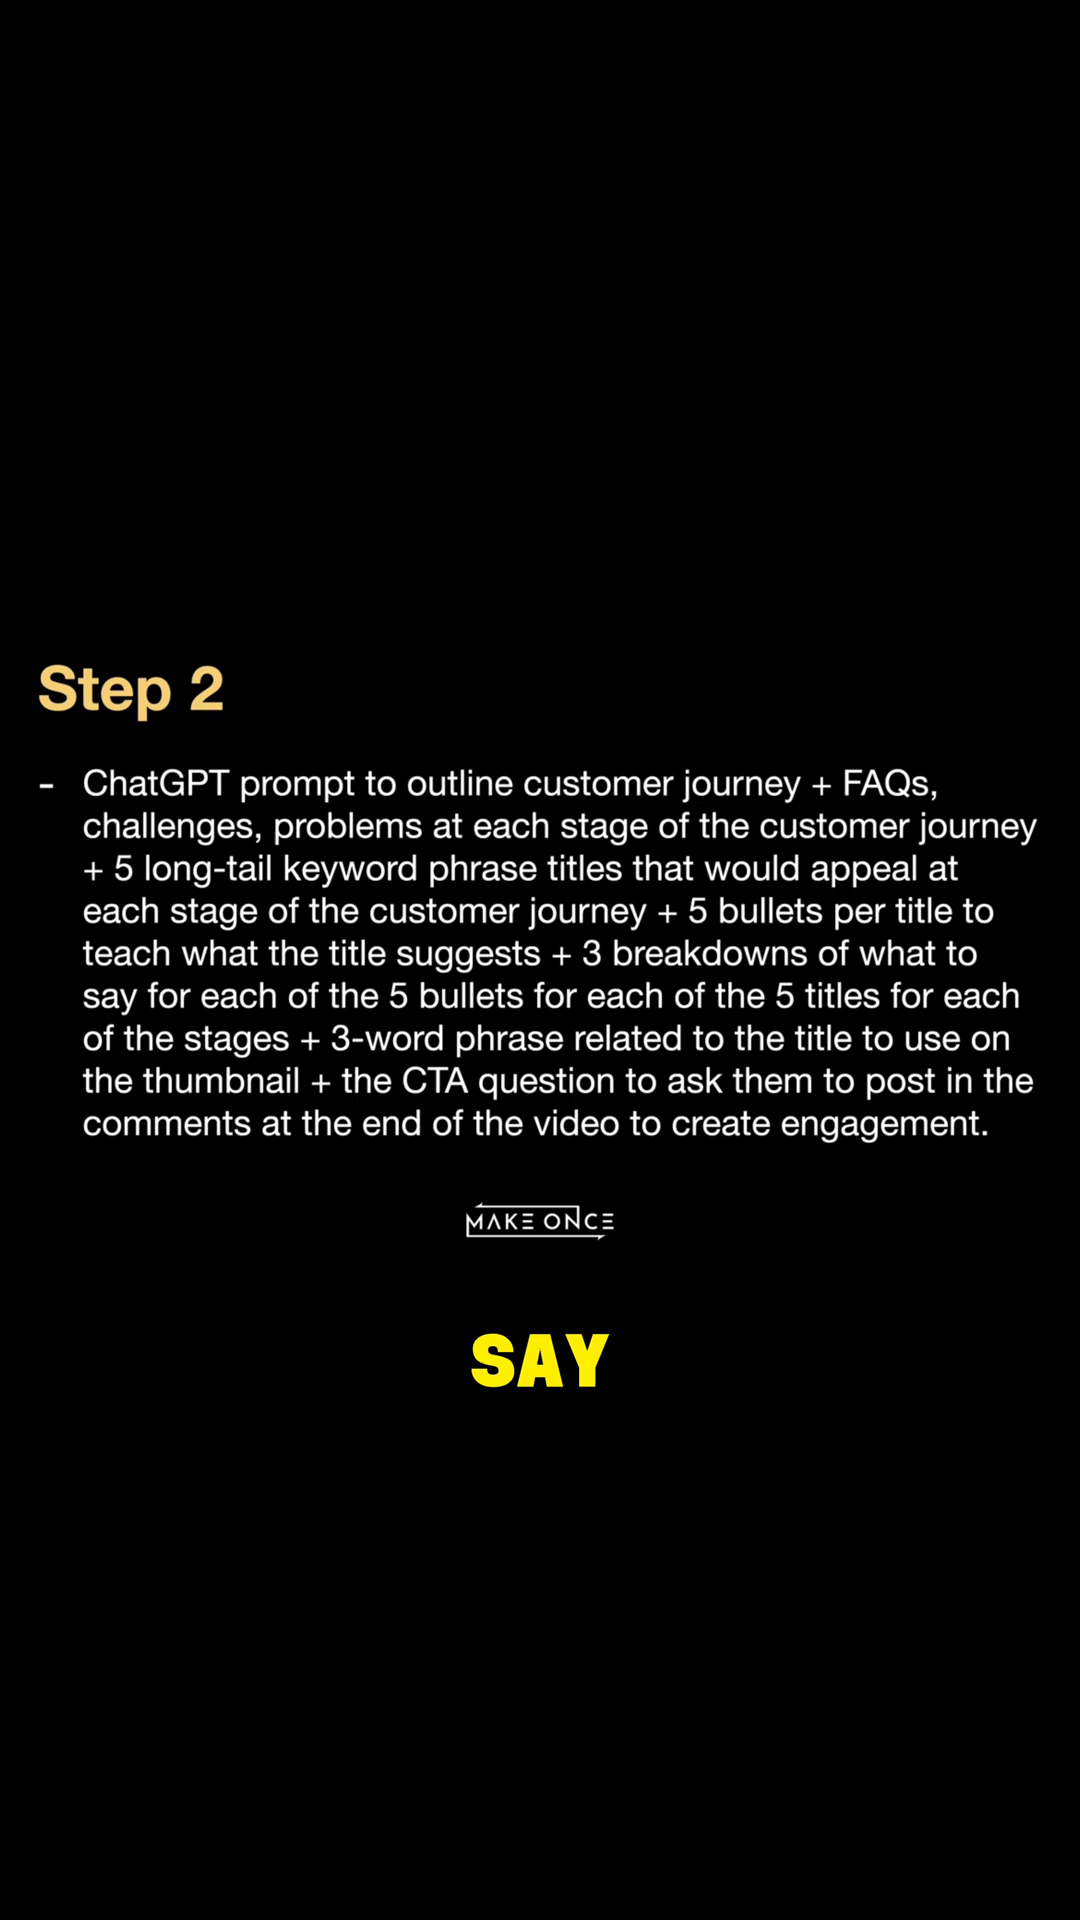 Step 2
- ChatGPT prompt to outline customer journey + FAQs,
challenges, problems at each stage of the customer journey
+ 5 long-tail keyword phrase titles that would appeal at
each stage of the customer journey + 5 bullets per title to
teach what the title suggests + 3 breakdowns of what to
say for each of the 5 bullets for each of the 5 titles for each
of the stages + 3-word phrase related to the title to use on
the thumbnail + the CTA question to ask them to post in the
comments at the end of the video to create engagement.
MAKE ONCE
SAY